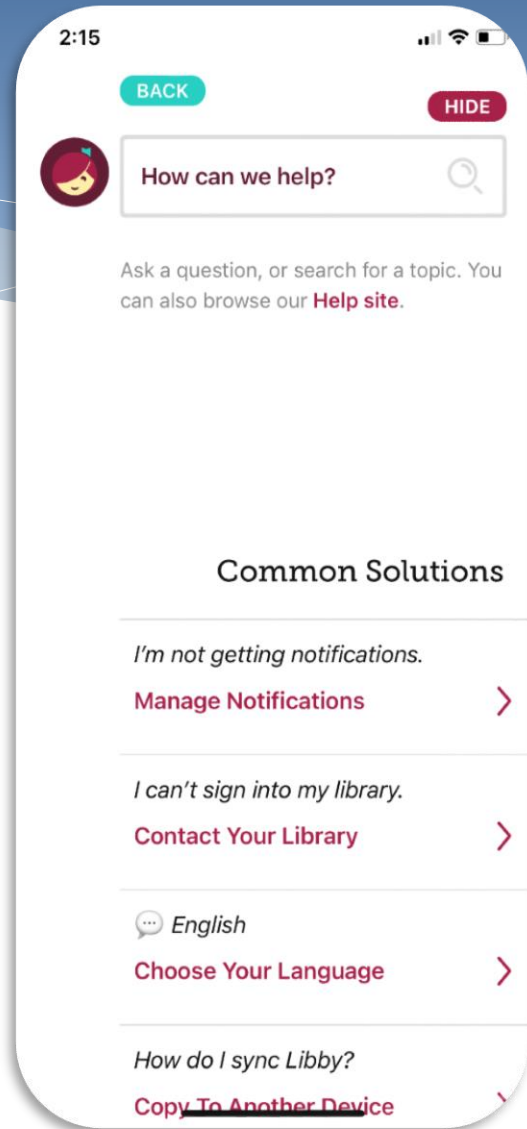 2:15
BACK
HIDE
How can we help?
Ask a question, or search for a topic. You
can also browse our Help site.
Common Solutions
I'm not getting notifications.
Manage Notifications
I can't sign into my library.
Contact Your Library
💬 English
Choose Your Language
How do I sync Libby?
Copy To Another Device